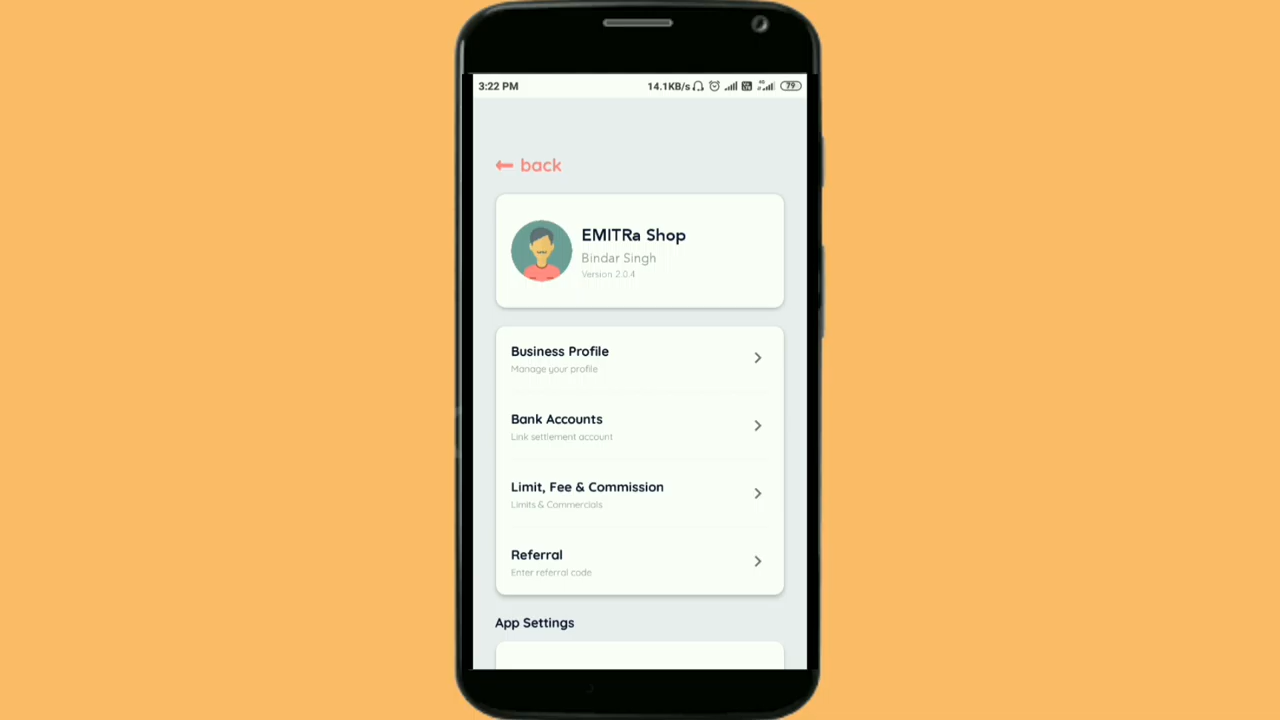 3:22 PM 14.1KB/s 4G 79
back
EMITRa Shop
Bindar Singh
Version 2.0.4
Business Profile
Manage your profile
Bank Accounts
Link settlement account
Limit, Fee & Commission
Limits & Commercials
Referral
Enter referral code
App Settings